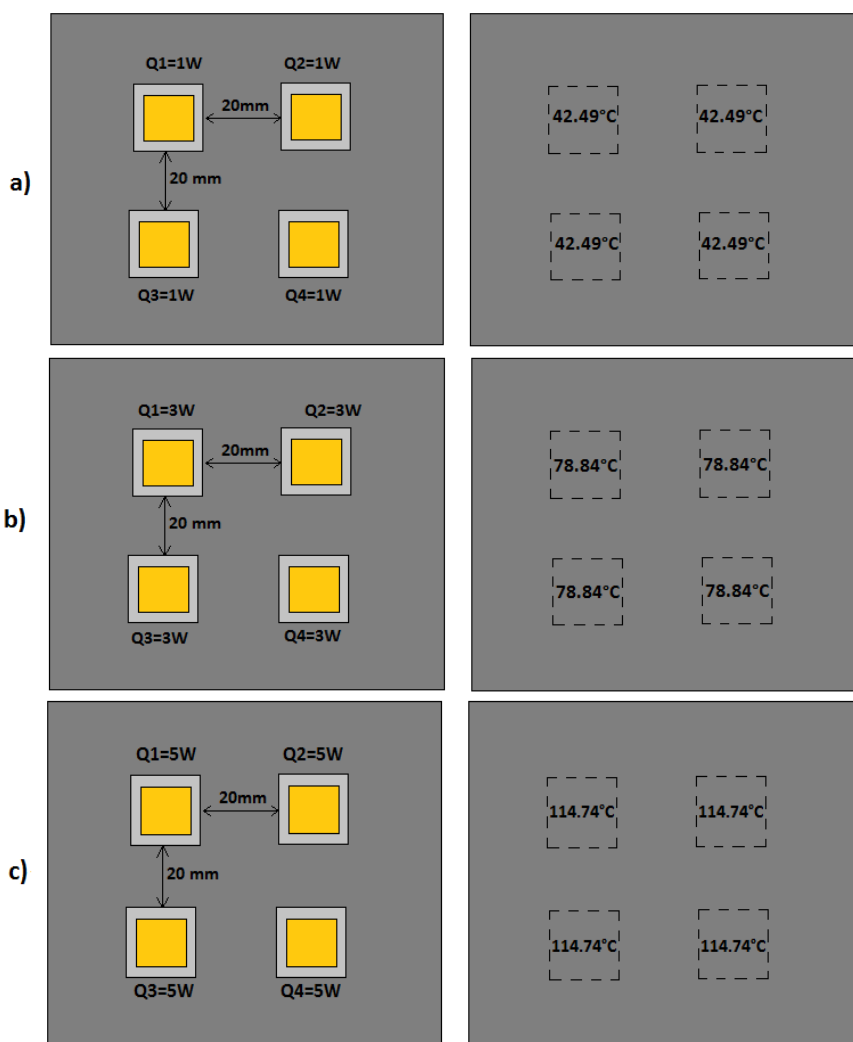 a)
Q1=1W Q2=1W
20mm
20 mm
Q3=1W Q4=1W
42.49°C 42.49°C
42.49°C 42.49°C
b)
Q1=3W Q2=3W
20mm
20 mm
Q3=3W Q4=3W
78.84°C 78.84°C
78.84°C 78.84°C
c)
Q1=5W Q2=5W
20mm
20 mm
Q3=5W Q4=5W
114.74°C 114.74°C
114.74°C 114.74°C